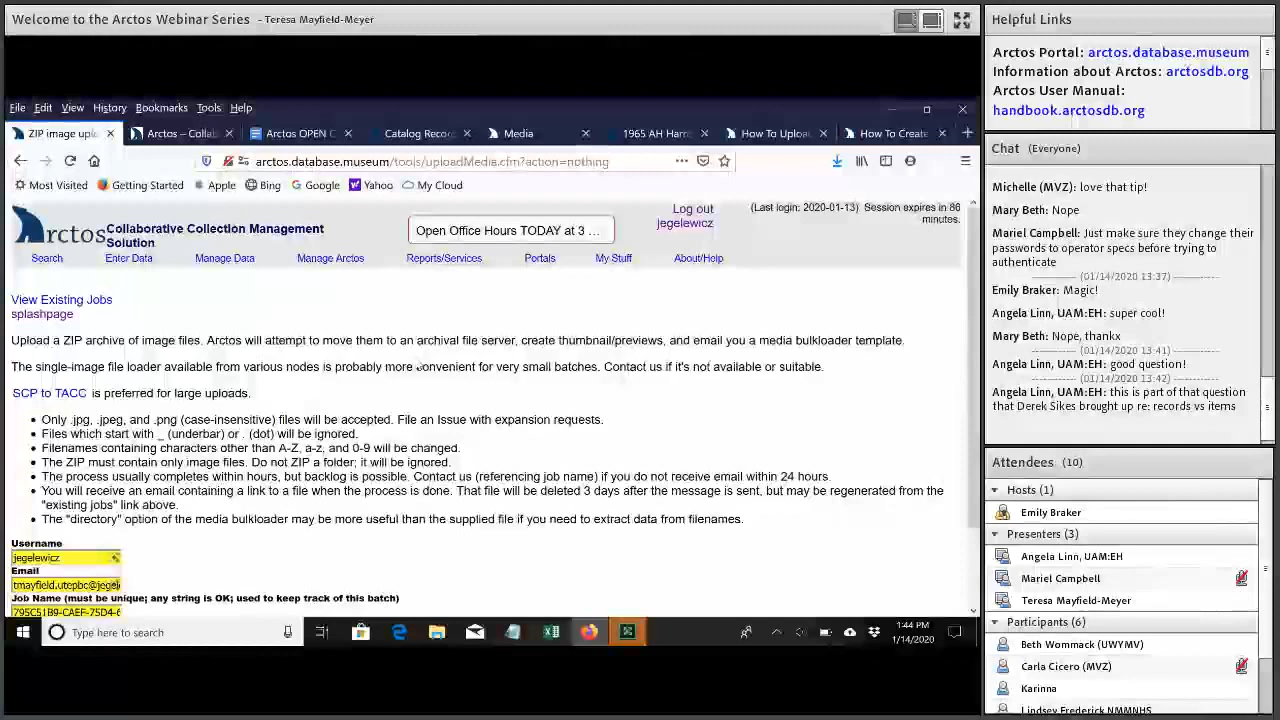 Welcome to the Arctos Webinar Series - Teresa Mayfield-Meyer
File Edit View History Bookmarks Tools Help
ZIP image uplo
Arctos – Collab
Arctos OPEN C
Catalog Recor
Media
1965 AH Harri
How To Uploa
How To Create
arctos.database.museum/tools/uploadMedia.cfm?action=nothing
Most Visited Getting Started Apple Bing Google Yahoo My Cloud
Arctos
Collaborative Collection Management
Solution
Open Office Hours TODAY at 3 ...
Log out
jegelewicz
(Last login: 2020-01-13) Session expires in 86
minutes.
Search Enter Data Manage Data Manage Arctos Reports/Services Portals My Stuff About/Help
View Existing Jobs
splashpage
Upload a ZIP archive of image files. Arctos will attempt to move them to an archival file server, create thumbnail/previews, and email you a media bulkloader template.
The single-image file loader available from various nodes is probably more convenient for very small batches. Contact us if it's not available or suitable.
SCP to TACC is preferred for large uploads.
• Only .jpg, .jpeg, and .png (case-insensitive) files will be accepted. File an Issue with expansion requests.
• Files which start with _ (underbar) or . (dot) will be ignored.
• Filenames containing characters other than A-Z, a-z, and 0-9 will be changed.
• The ZIP must contain only image files. Do not ZIP a folder; it will be ignored.
• The process usually completes within hours, but backlog is possible. Contact us (referencing job name) if you do not receive email within 24 hours.
• You will receive an email containing a link to a file when the process is done. That file will be deleted 3 days after the message is sent, but may be regenerated from the
"existing jobs" link above.
• The "directory" option of the media bulkloader may be more useful than the supplied file if you need to extract data from filenames.
Username
jegelewicz
Email
tmayfield.utepbc@jegel
Job Name (must be unique; any string is OK; used to keep track of this batch)
795C51B9-CAEF-75D4-6
Type here to search
1:44 PM
1/14/2020
Helpful Links
Arctos Portal: arctos.database.museum
Information about Arctos: arctosdb.org
Arctos User Manual:
handbook.arctosdb.org
Chat (Everyone)
Michelle (MVZ): love that tip!
Mary Beth: Nope
Mariel Campbell: Just make sure they change their
passwords to operator specs before trying to
authenticate
(01/14/2020 13:37)
Emily Braker: Magic!
Angela Linn, UAM:EH: super cool!
Mary Beth: Nope, thankx
(01/14/2020 13:41)
Angela Linn, UAM:EH: good question!
(01/14/2020 13:42)
Angela Linn, UAM:EH: this is part of that question
that Derek Sikes brought up re: records vs items
Attendees (10)
Hosts (1)
Emily Braker
Presenters (3)
Angela Linn, UAM:EH
Mariel Campbell
Teresa Mayfield-Meyer
Participants (6)
Beth Wommack (UWYMV)
Carla Cicero (MVZ)
Karinna
Lindsey Frederick NMMNHS